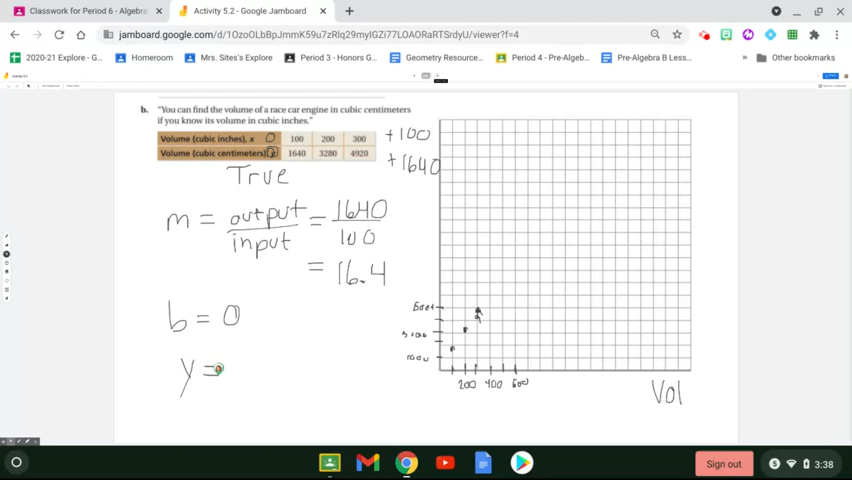 Classwork for Period 6 - Algebra
Activity 5.2 - Google Jamboard
jamboard.google.com/d/1Ozo0LbBpJmmK59u7zRlq29mylGZi77LOAORaRTSrdyU/viewer?f=4
2020-21 Explore - G...
Homeroom
Mrs. Sites's Explore
Period 3 - Honors G...
Geometry Resource...
Period 4 - Pre-Algeb...
Pre-Algebra B Less...
Other bookmarks
b. "You can find the volume of a race car engine in cubic centimeters
if you know its volume in cubic inches."
Volume (cubic inches), x 100 200 300
+100
Volume (cubic centimeters), y 1640 3280 4920
+1640
True
m = output/input = 1640/100
= 16.4
b = 0
y =
200 400 600
Vol
Sign out
5
3:38